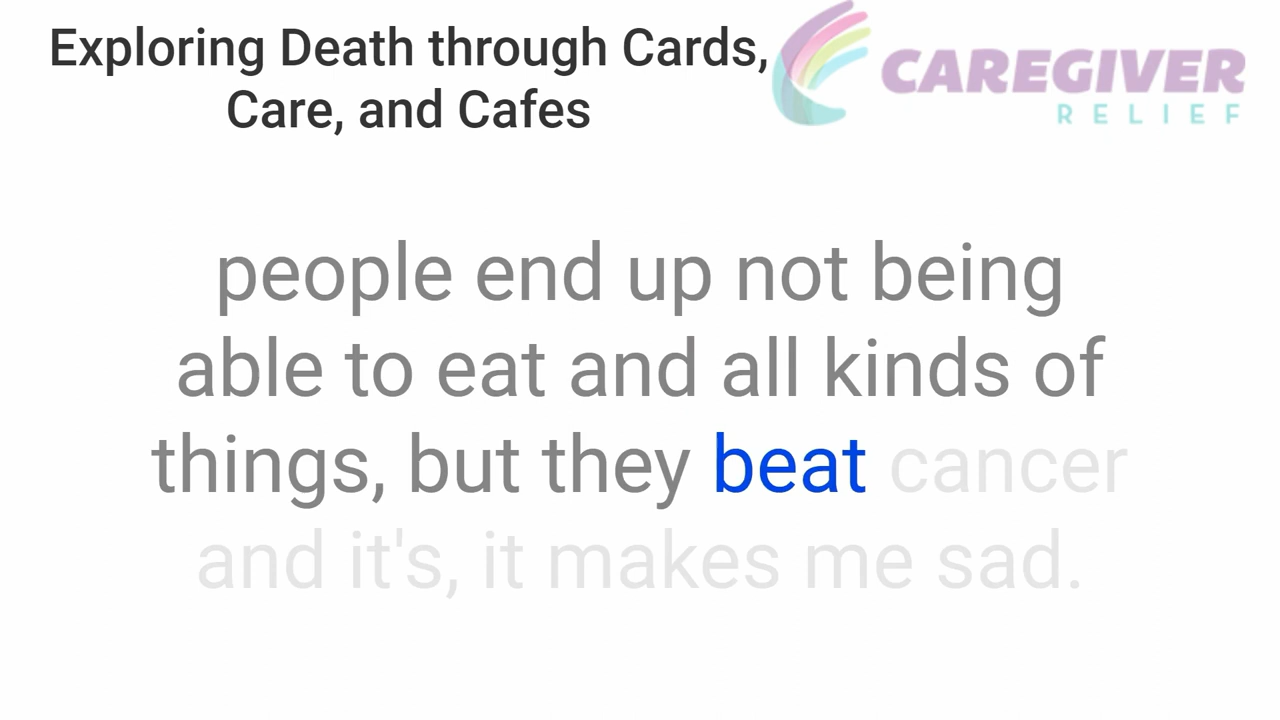 Exploring Death through Cards,
Care, and Cafes
CAREGIVER
RELIEF
people end up not being
able to eat and all kinds of
things, but they beat cancer
and it's, it makes me sad.